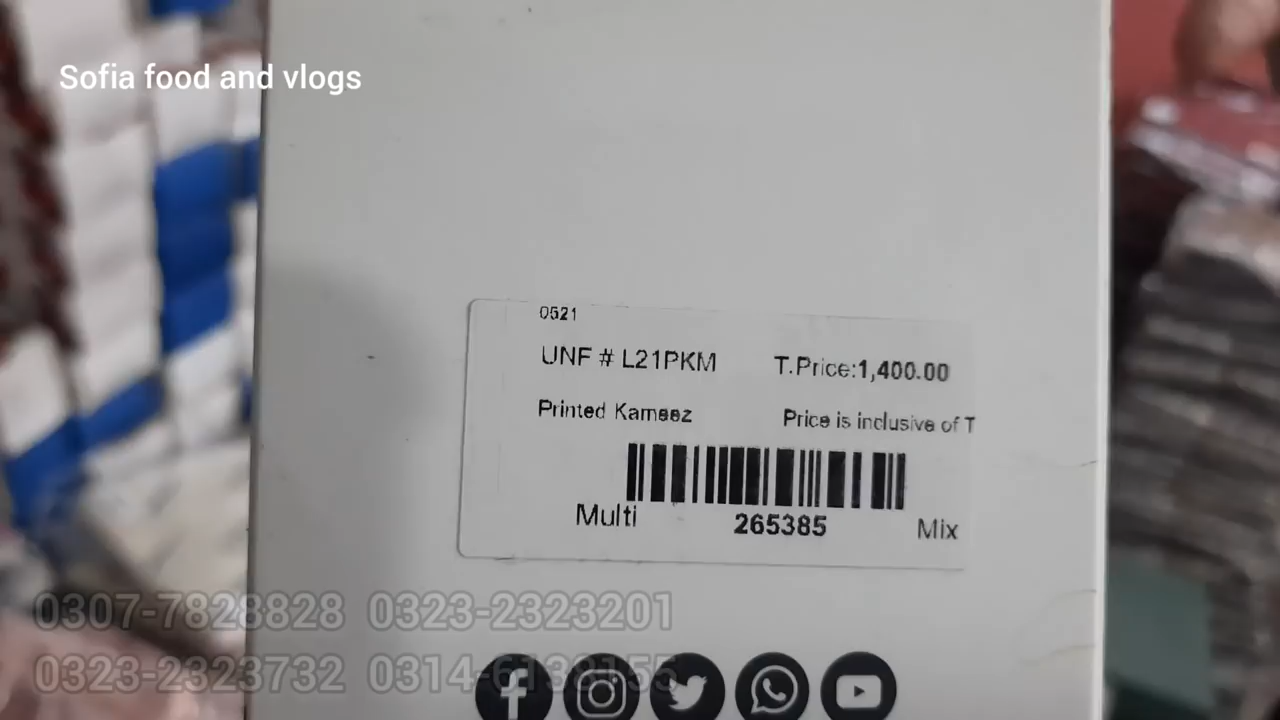 Sofia food and vlogs
0521
UNF # L21PKM T.Price:1,400.00
Printed Kameez Price is inclusive of T
Multi 265385 Mix
0307-7828828 0323-2323201
0323-2323732 0314-6138155